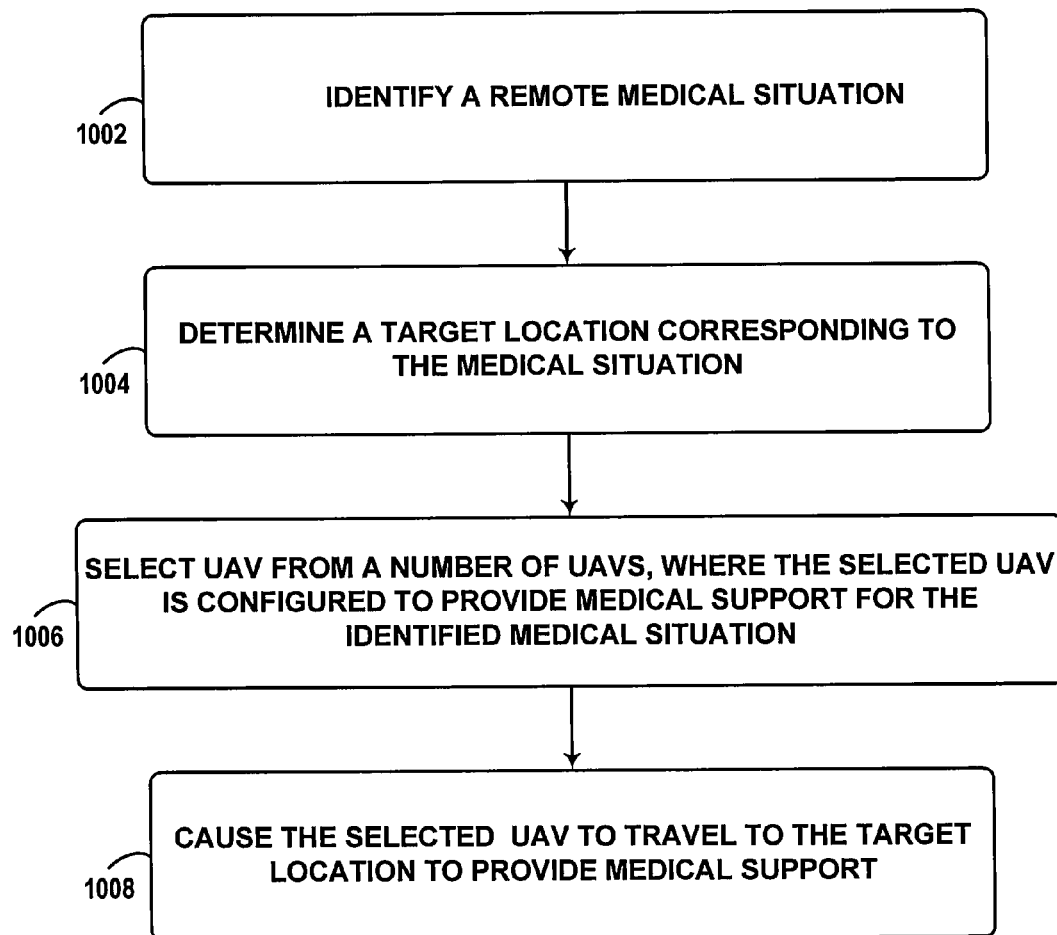 IDENTIFY A REMOTE MEDICAL SITUATION
1002
DETERMINE A TARGET LOCATION CORRESPONDING TO
THE MEDICAL SITUATION
1004
SELECT UAV FROM A NUMBER OF UAVS, WHERE THE SELECTED UAV
IS CONFIGURED TO PROVIDE MEDICAL SUPPORT FOR THE
IDENTIFIED MEDICAL SITUATION
1006
CAUSE THE SELECTED UAV TO TRAVEL TO THE TARGET
LOCATION TO PROVIDE MEDICAL SUPPORT
1008